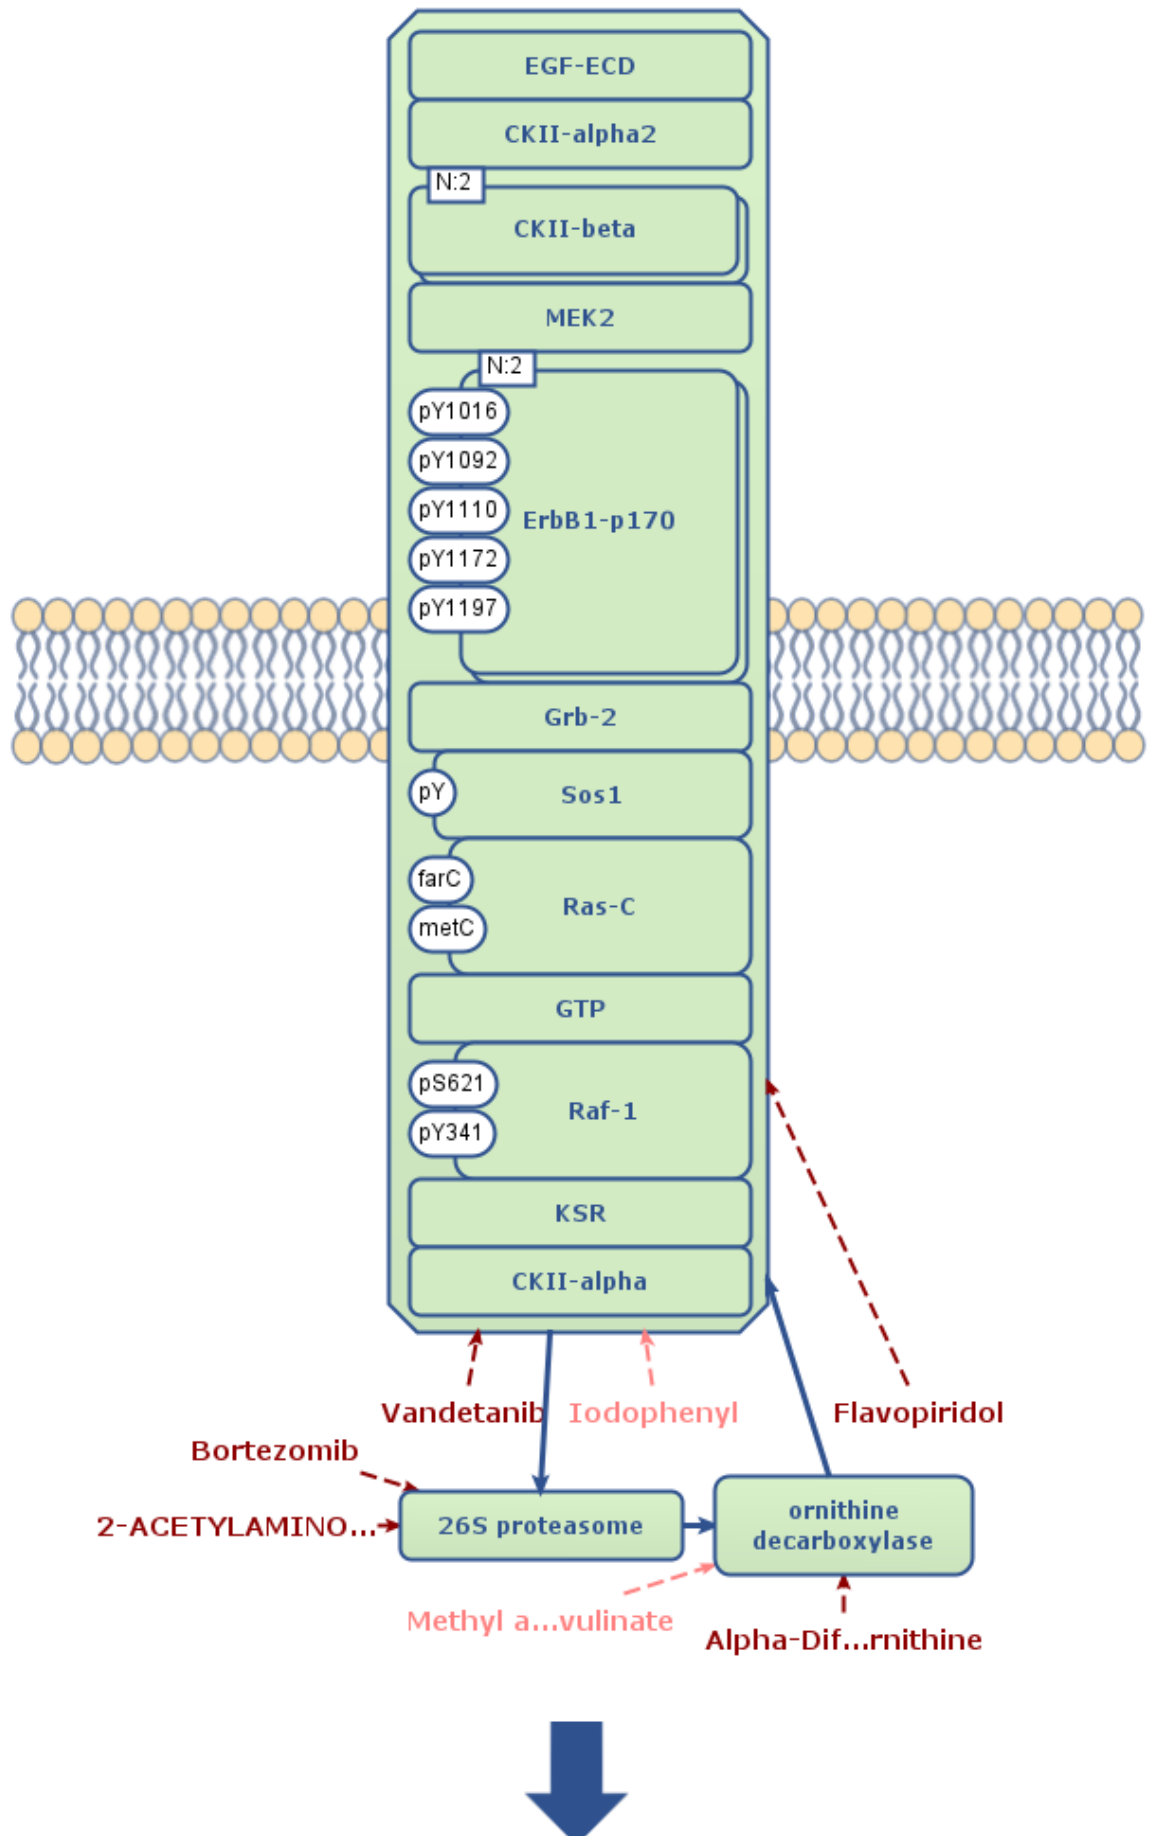 EGF-ECD
CKII-alpha2
N:2
CKII-beta
MEK2
N:2
pY1016
pY1092
pY1110
ErbB1-p170
pY1172
pY1197
Grb-2
pY
Sos1
farC
Ras-C
metC
GTP
pS621
Raf-1
pY341
KSR
CKII-alpha
Vandetanib
Iodophenyl
Flavopiridol
Bortezomib
2-ACETYLAMINO...
26S proteasome
ornithine
decarboxylase
Methyl a...vulinate
Alpha-Dif...rnithine